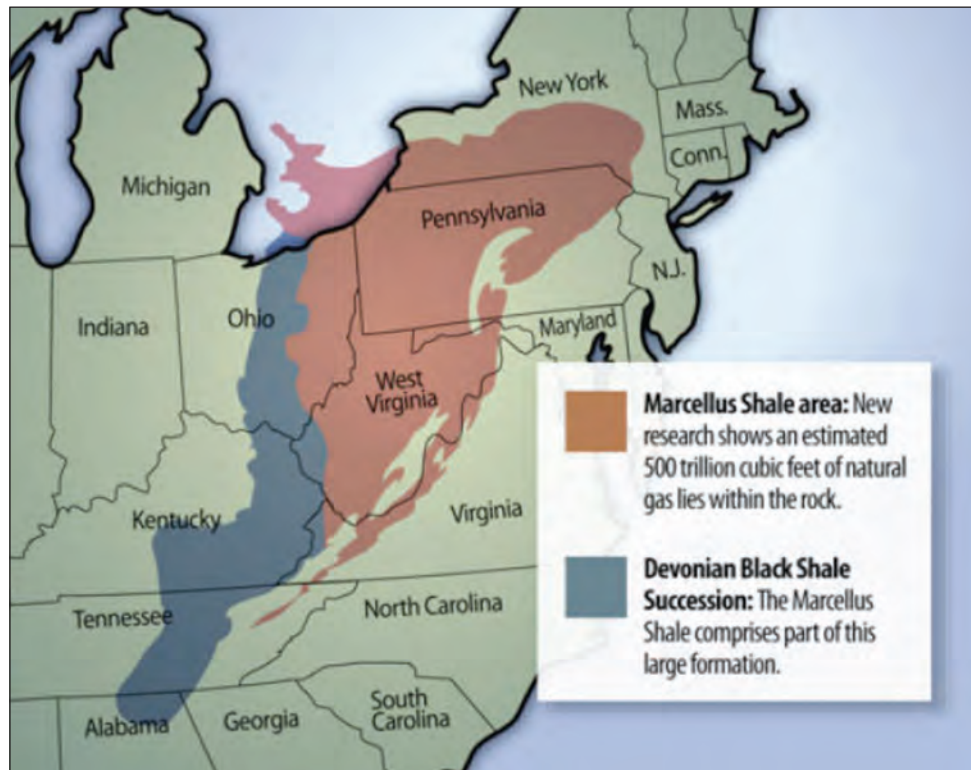 New York
Mass.
Conn.
Michigan
Pennsylvania
N.J.
Ohio
Indiana
Maryland
West
Virginia
Marcellus Shale area: New
research shows an estimated
500 trillion cubic feet of natural
gas lies within the rock.
Kentucky
Virginia
Devonian Black Shale
Succession: The Marcellus
Shale comprises part of this
large formation.
Tennessee
North Carolina
South
Carolina
Alabama
Georgia